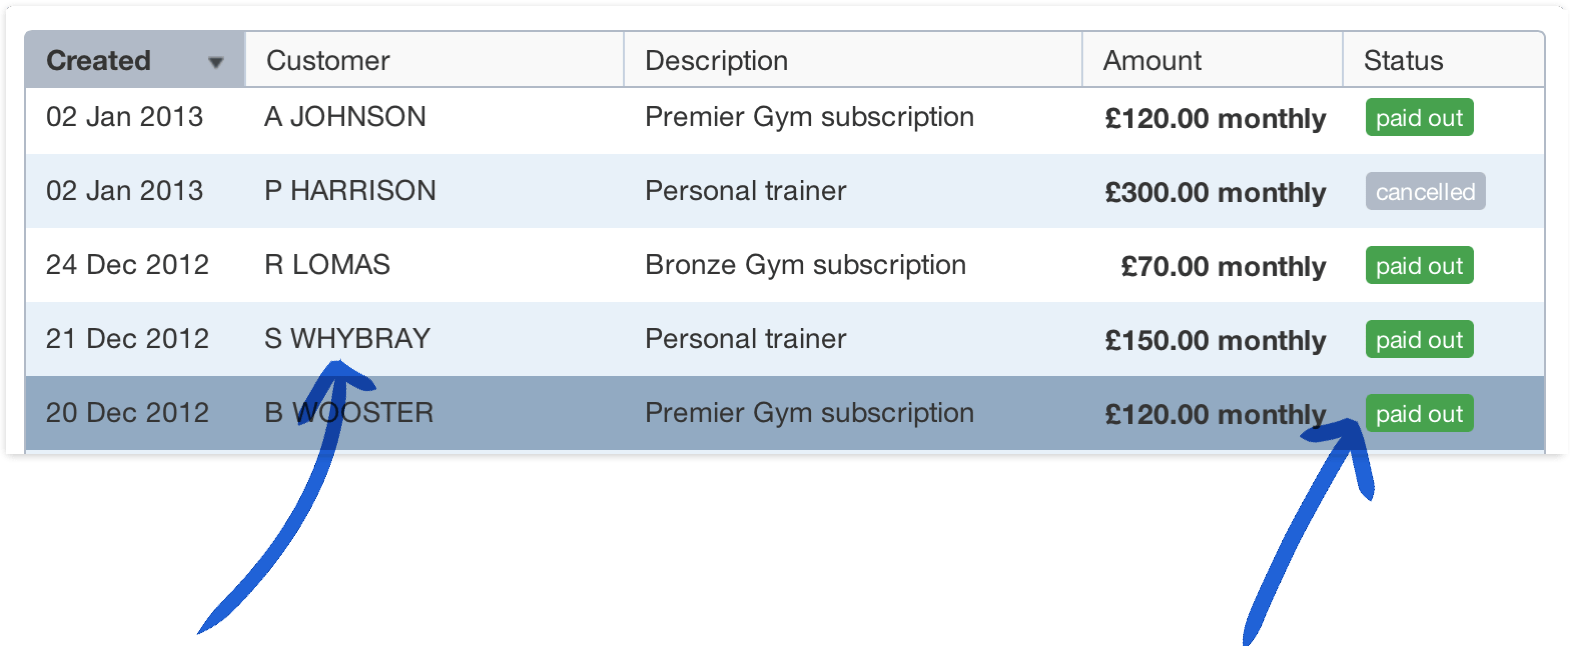 Created Customer Description Amount Status
02 Jan 2013 A JOHNSON Premier Gym subscription £120.00 monthly paid out
02 Jan 2013 P HARRISON Personal trainer £300.00 monthly cancelled
24 Dec 2012 R LOMAS Bronze Gym subscription £70.00 monthly paid out
21 Dec 2012 S WHYBRAY Personal trainer £150.00 monthly paid out
20 Dec 2012 B WOOSTER Premier Gym subscription £120.00 monthly paid out